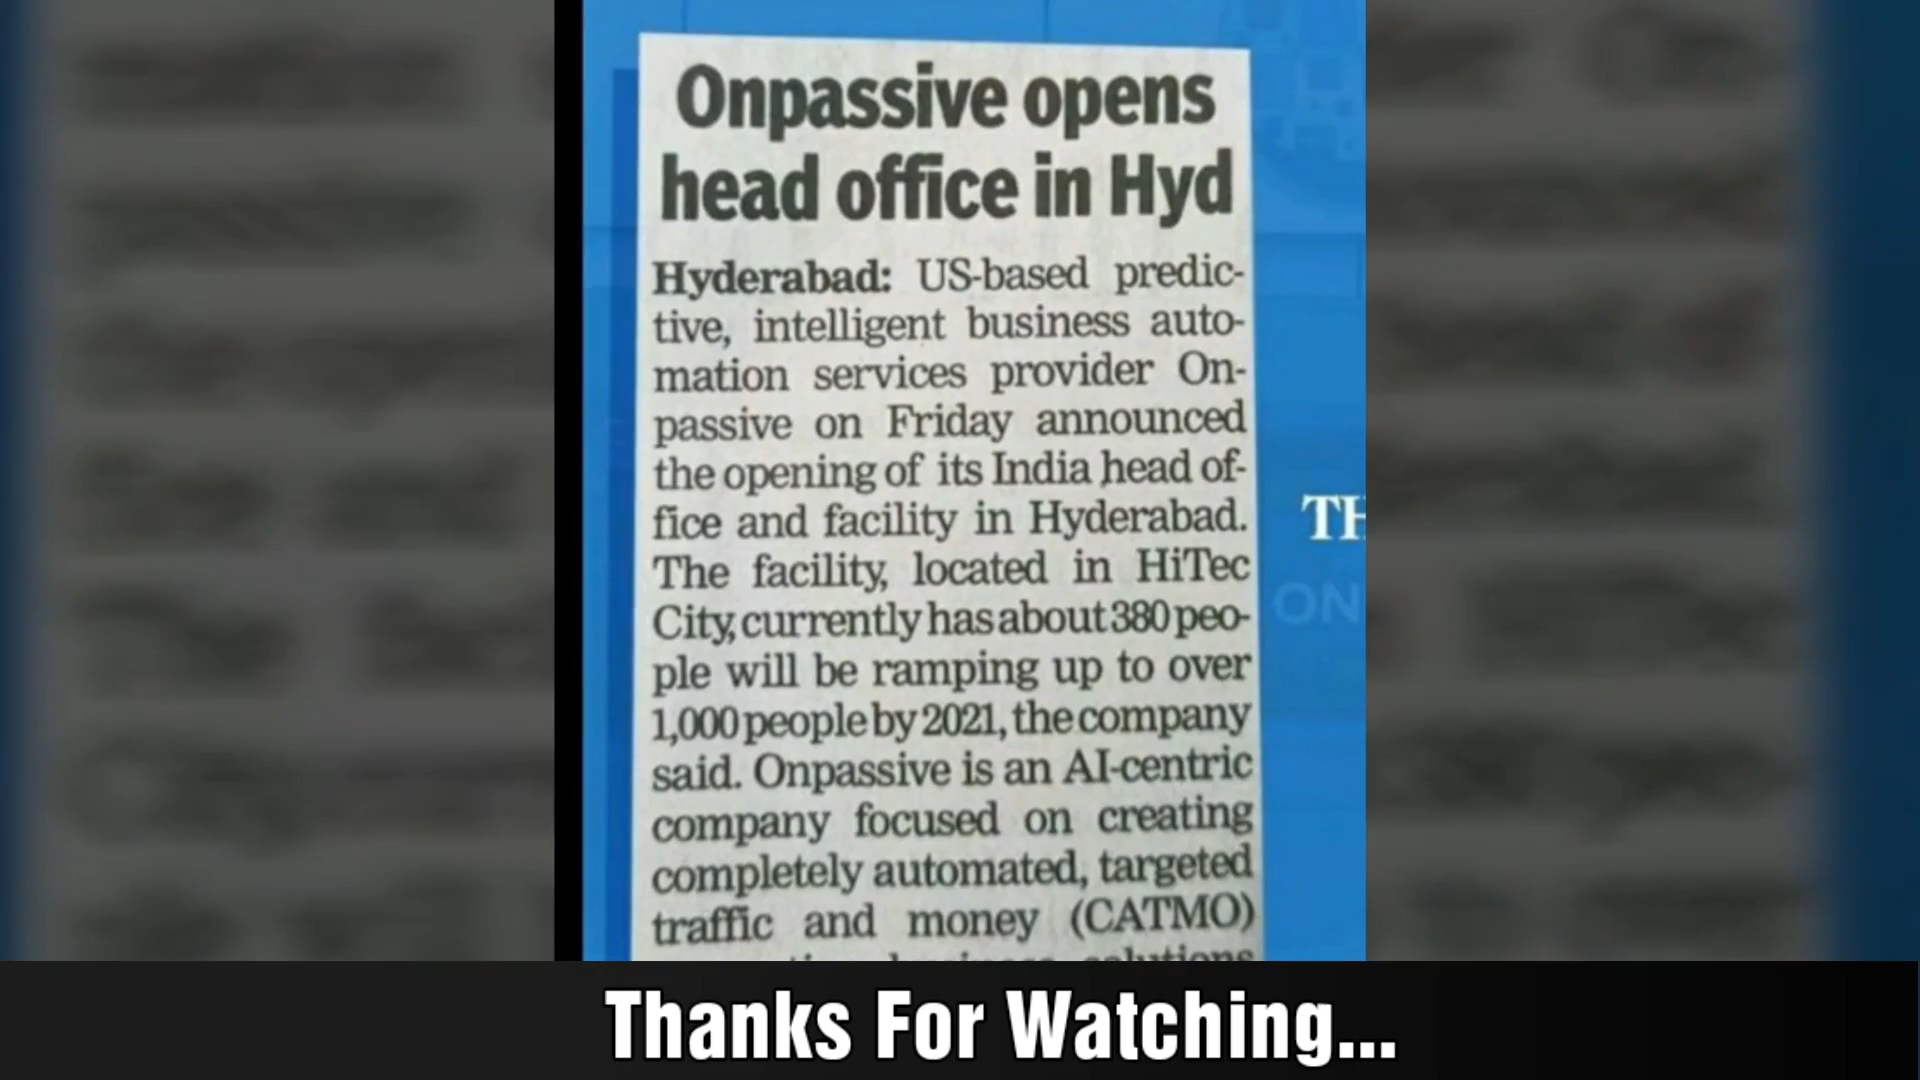 Onpassive opens
head office in Hyd
Hyderabad: US-based predic-
tive, intelligent business auto-
mation services provider On-
passive on Friday announced
the opening of its India head of-
fice and facility in Hyderabad.
The facility, located in HiTec
City, currently has about 380 peo-
ple will be ramping up to over
1,000 people by 2021, the company
said. Onpassive is an AI-centric
company focused on creating
completely automated, targeted
traffic and money (CATMO)
solutions
TH
ON
Thanks For Watching...